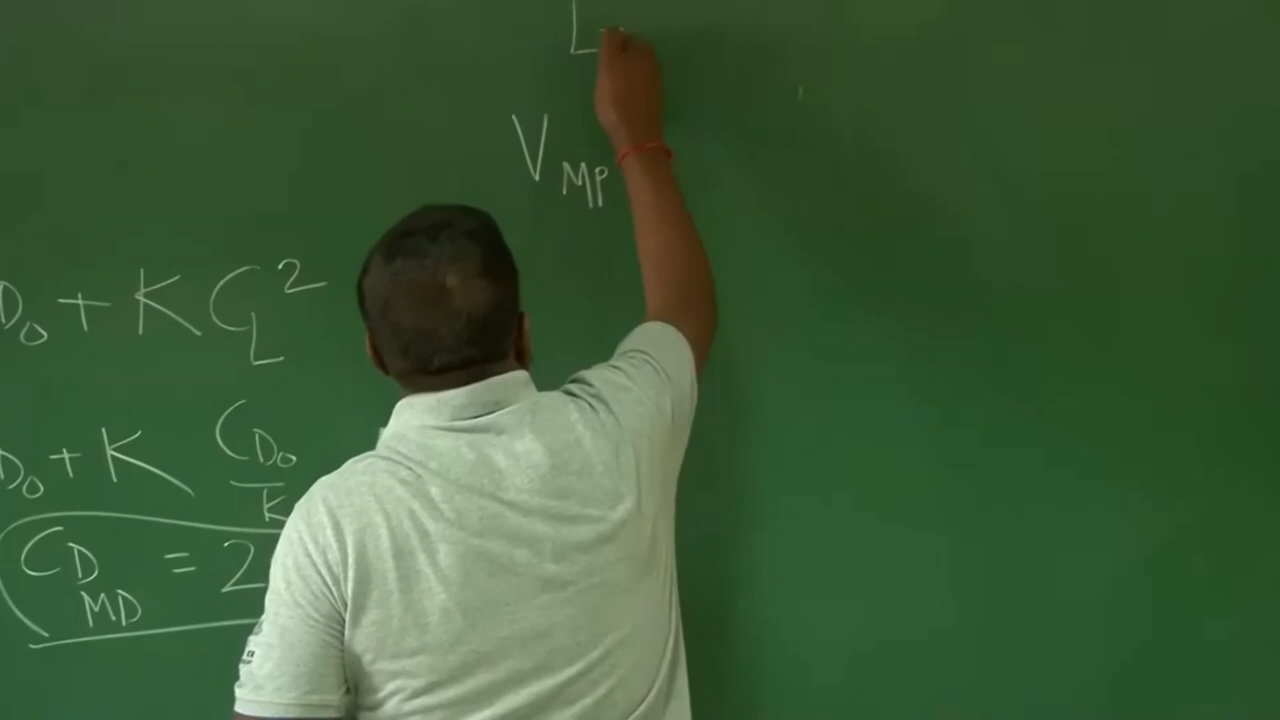 L
V_MP
D₀ + K C_L²
D₀ + K C_D₀ / K
C_D_MD = 2